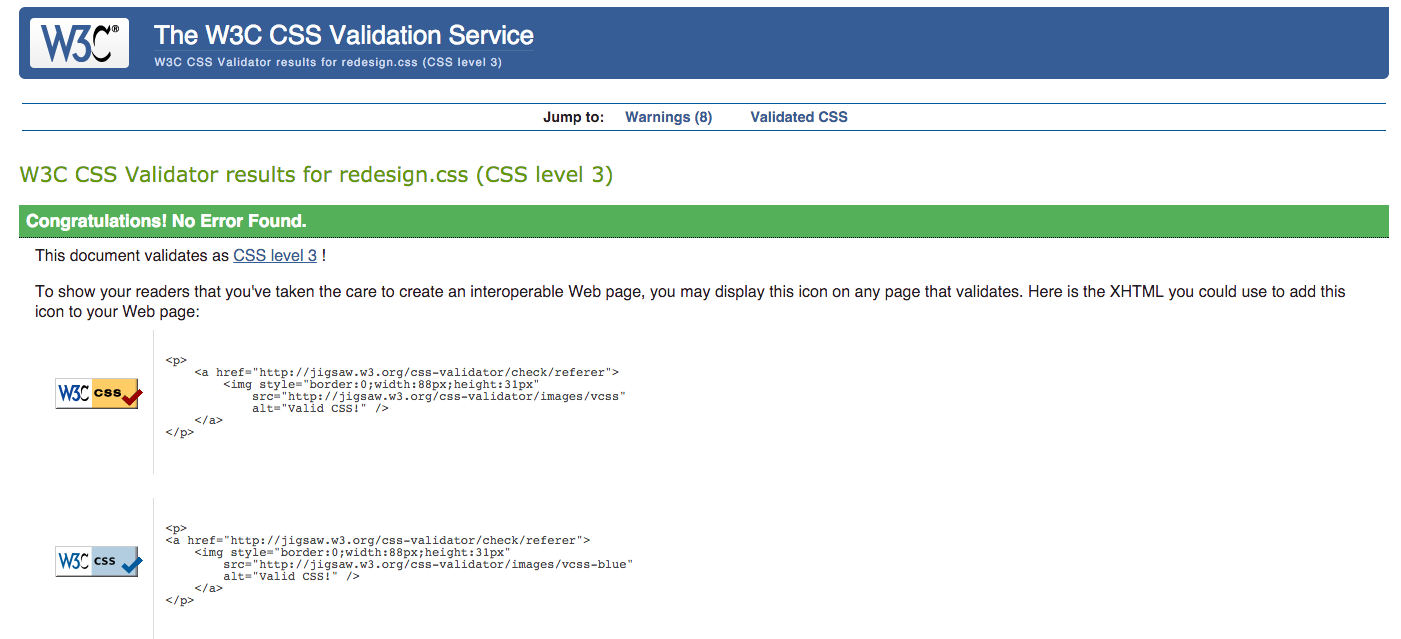 W3C®
The W3C CSS Validation Service
W3C CSS Validator results for redesign.css (CSS level 3)
Jump to: Warnings (8) Validated CSS
W3C CSS Validator results for redesign.css (CSS level 3)
Congratulations! No Error Found.
This document validates as CSS level 3 !
To show your readers that you've taken the care to create an interoperable Web page, you may display this icon on any page that validates. Here is the XHTML you could use to add this
icon to your Web page:
W3C css
<p>
    <a href="http://jigsaw.w3.org/css-validator/check/referer">
        <img style="border:0;width:88px;height:31px"
            src="http://jigsaw.w3.org/css-validator/images/vcss"
            alt="Valid CSS!" />
    </a>
</p>
W3C css
<p>
<a href="http://jigsaw.w3.org/css-validator/check/referer">
    <img style="border:0;width:88px;height:31px"
        src="http://jigsaw.w3.org/css-validator/images/vcss-blue"
        alt="Valid CSS!" />
    </a>
</p>